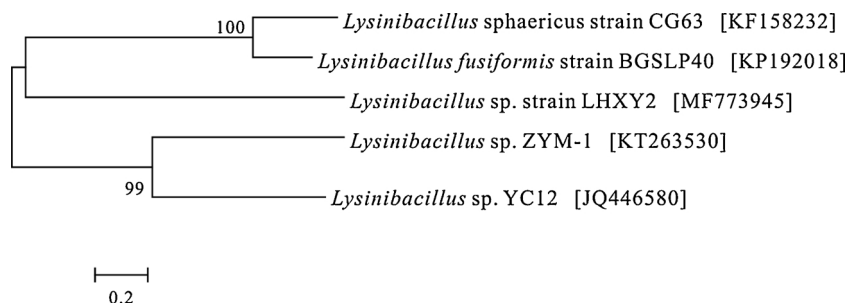 100
Lysinibacillus sphaericus strain CG63 [KF158232]
Lysinibacillus fusiformis strain BGSLP40 [KP192018]
Lysinibacillus sp. strain LHXY2 [MF773945]
Lysinibacillus sp. ZYM-1 [KT263530]
99
Lysinibacillus sp. YC12 [JQ446580]
0.2